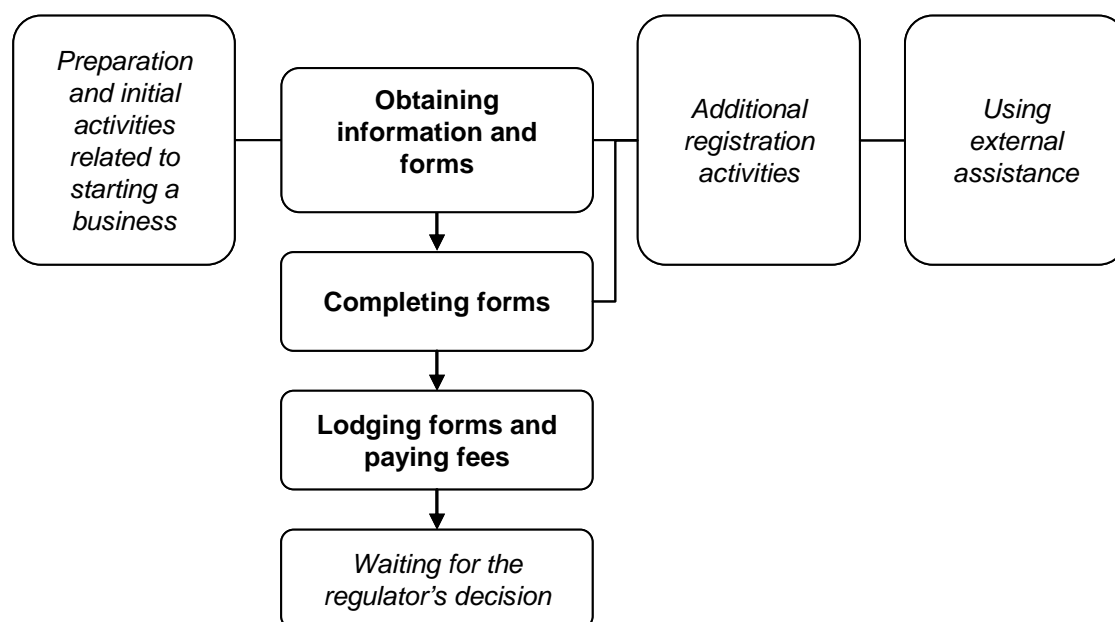 Preparation
and initial
activities
related to
starting a
business
Obtaining
information and
forms
Additional
registration
activities
Using
external
assistance
Completing forms
Lodging forms and
paying fees
Waiting for the
regulator’s decision